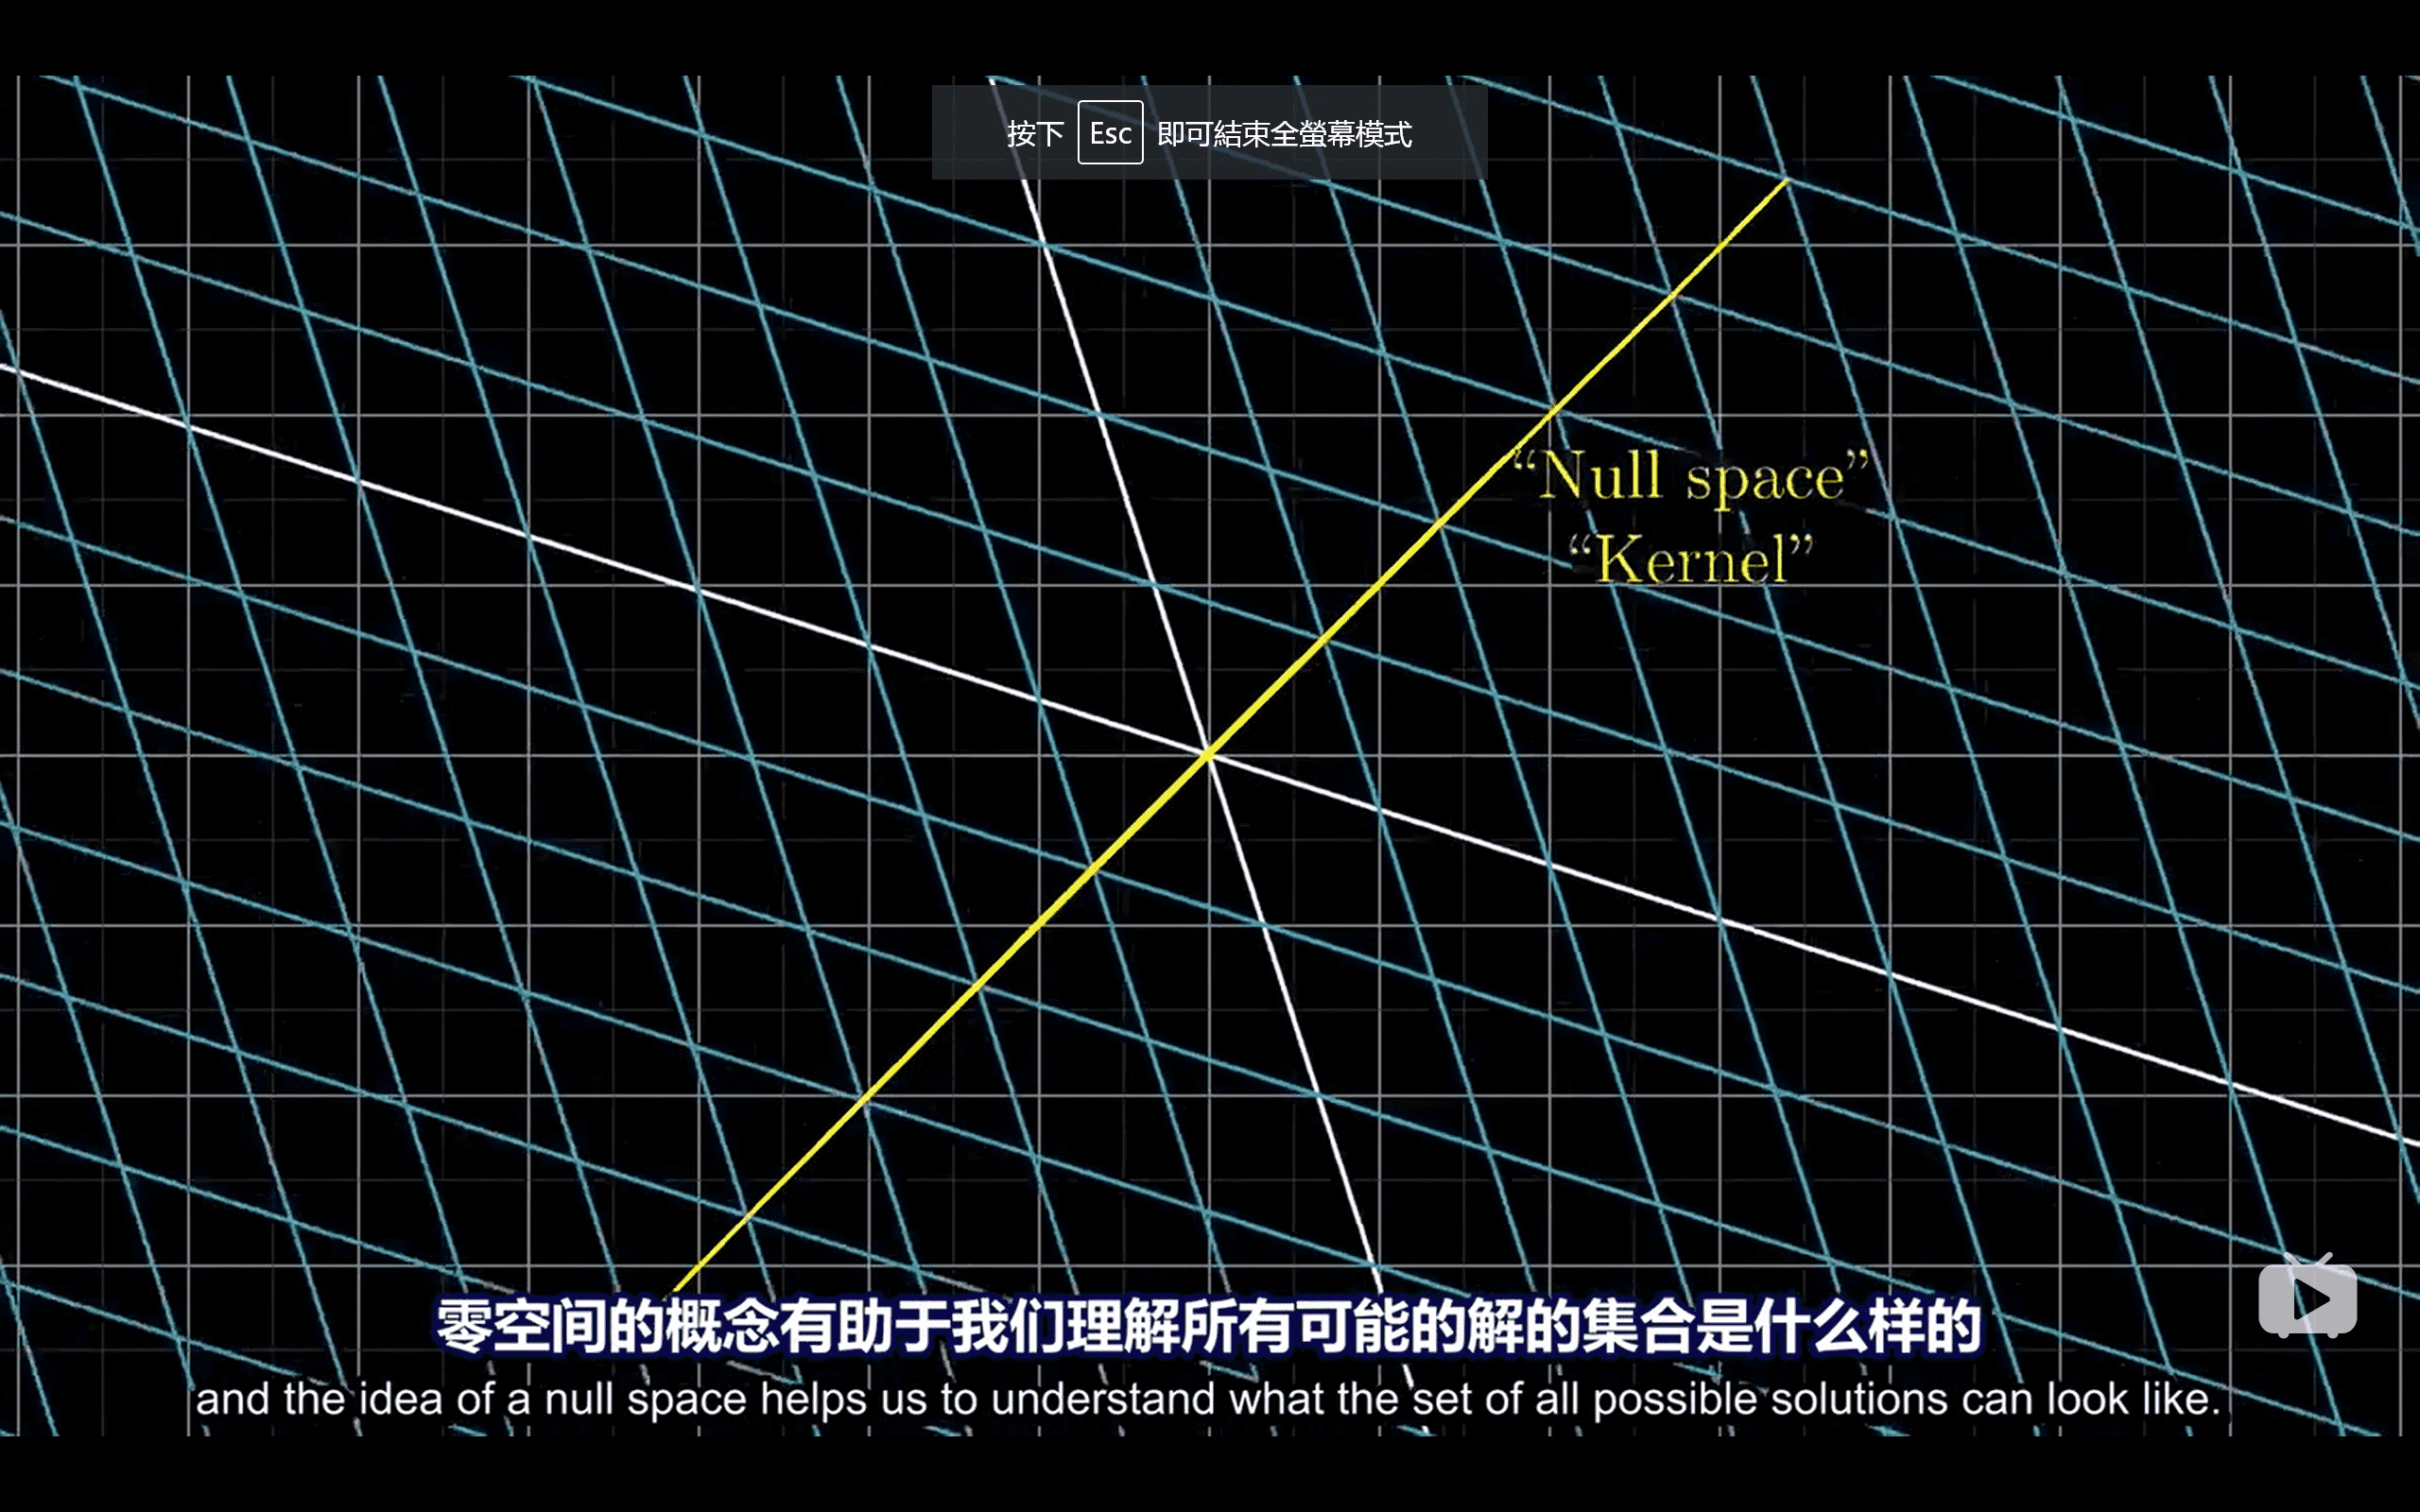 按下 Esc 即可結束全螢幕模式
“Null space”
“Kernel”
零空间的概念有助于我们理解所有可能的解的集合是什么样的
and the idea of a null space helps us to understand what the set of all possible solutions can look like.